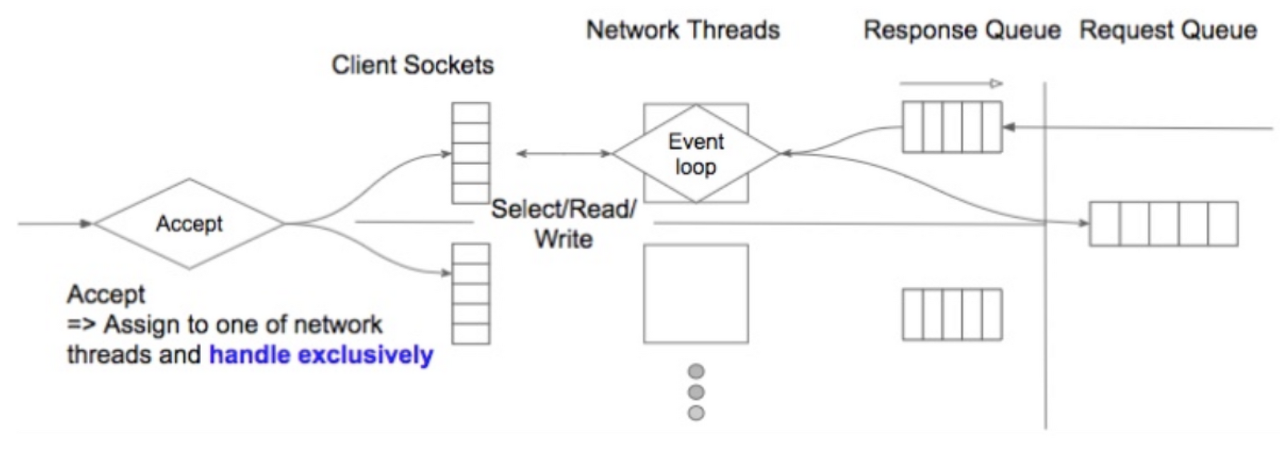 Network Threads
Response Queue
Request Queue
Client Sockets
Event
loop
Accept
Select/Read/
Write
Accept
=> Assign to one of network
threads and handle exclusively